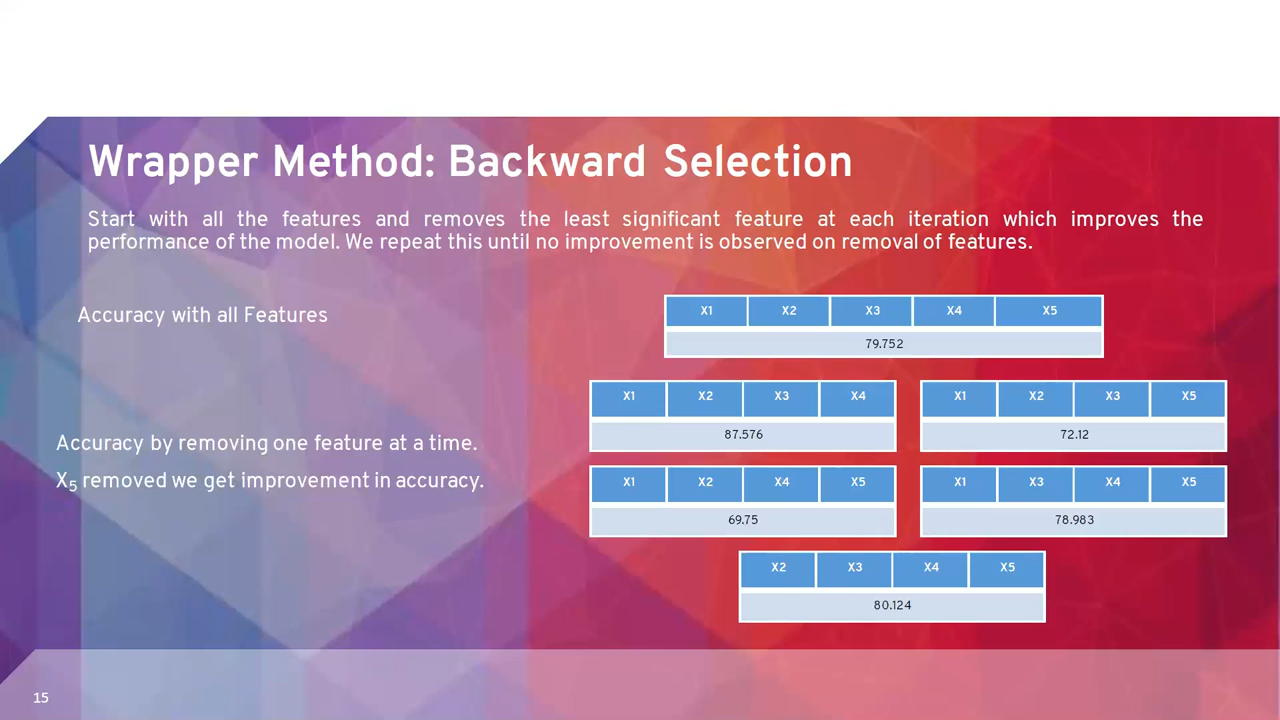 Wrapper Method: Backward Selection
Start with all the features and removes the least significant feature at each iteration which improves the
performance of the model. We repeat this until no improvement is observed on removal of features.
Accuracy with all Features
X1 X2 X3 X4 X5
79.752
Accuracy by removing one feature at a time.
X5 removed we get improvement in accuracy.
X1 X2 X3 X4
87.576
X1 X2 X3 X5
72.12
X1 X2 X4 X5
69.75
X1 X3 X4 X5
78.983
X2 X3 X4 X5
80.124
15